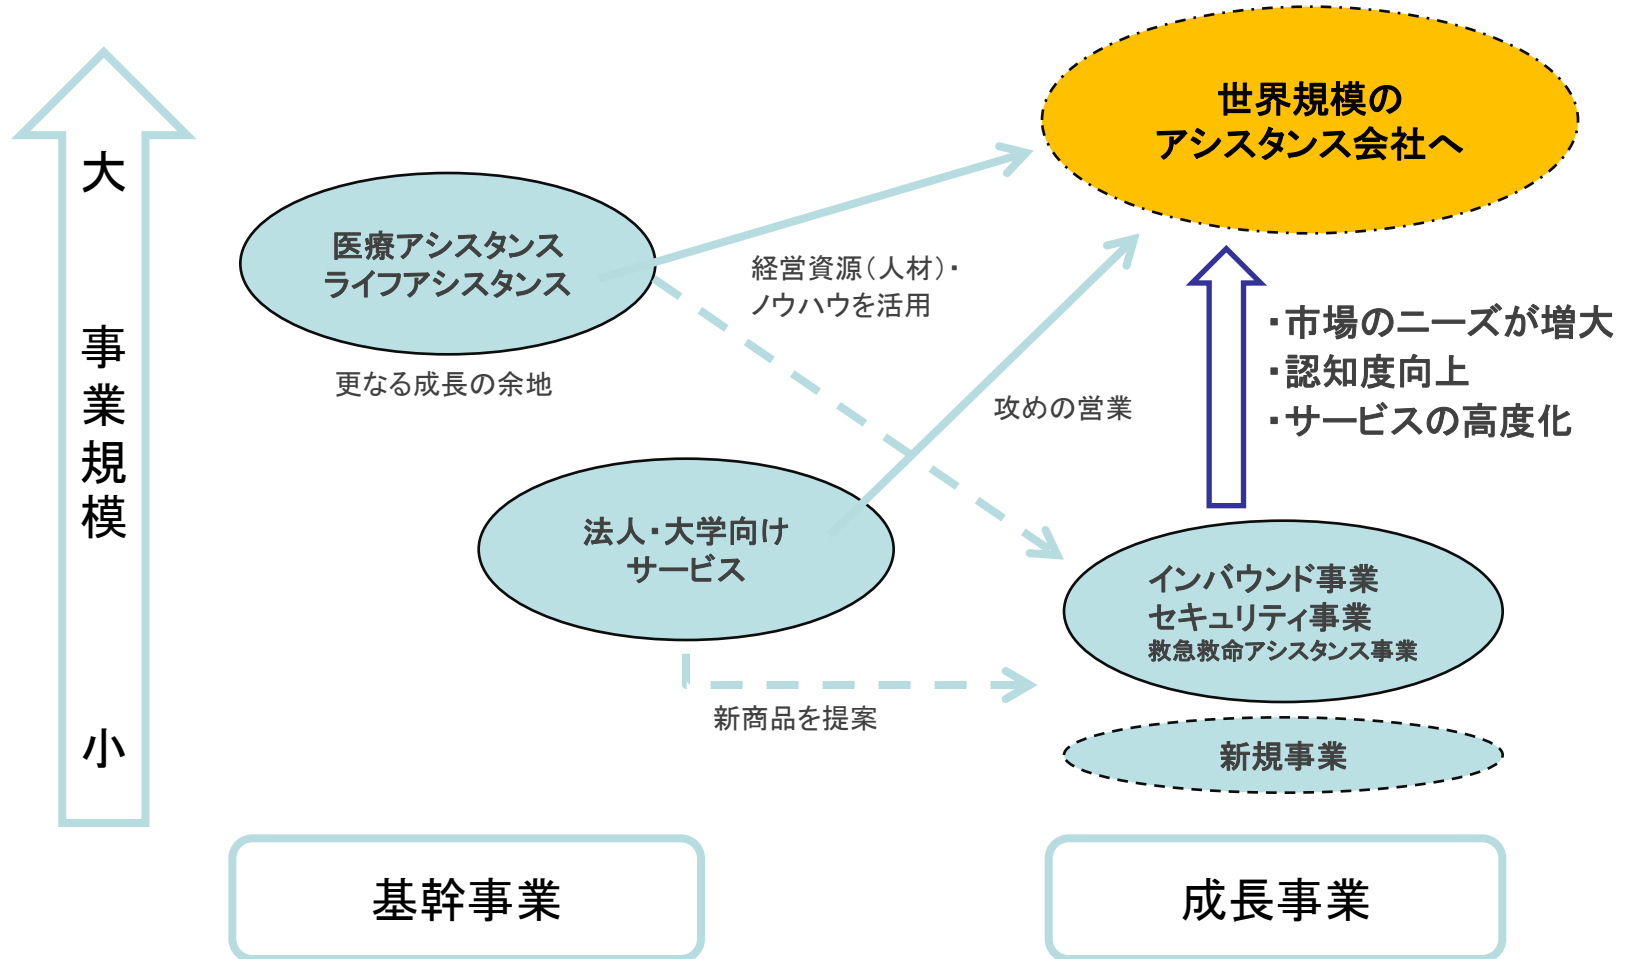 世界規模の
アシスタンス会社へ
大
事業規模
小
医療アシスタンス
ライフアシスタンス
更なる成長の余地
経営資源（人材）・
ノウハウを活用
攻めの営業
・市場のニーズが増大
・認知度向上
・サービスの高度化
法人・大学向け
サービス
新商品を提案
インバウンド事業
セキュリティ事業
救急救命アシスタンス事業
新規事業
基幹事業
成長事業